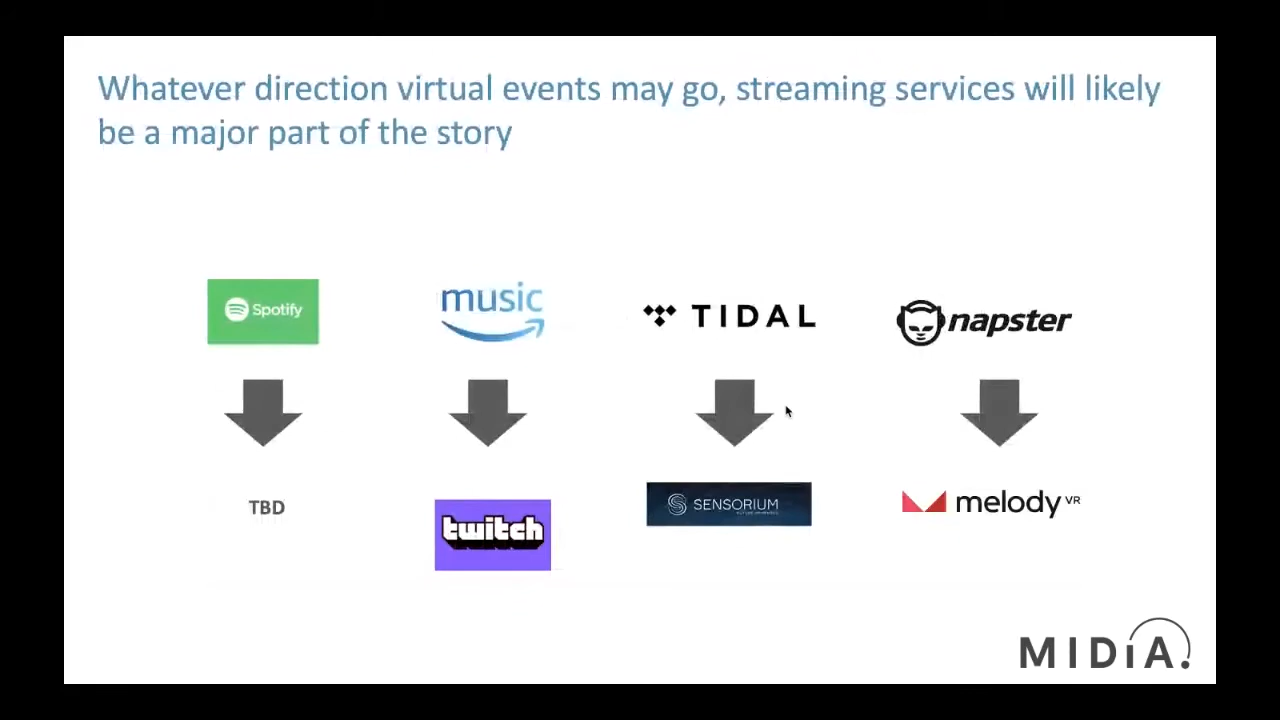 Whatever direction virtual events may go, streaming services will likely
be a major part of the story
Spotify
music
TIDAL
napster
TBD
twitch
SENSORIUM
melody VR
MIDiA.